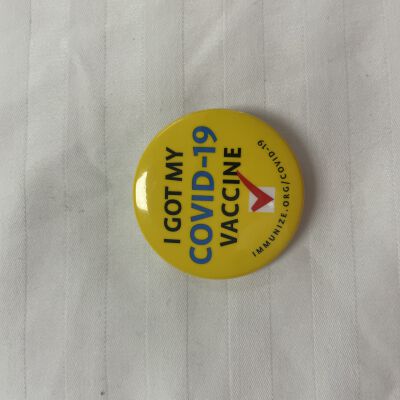 I GOT MY
COVID-19
VACCINE
IMMUNIZE.ORG/COVID-19